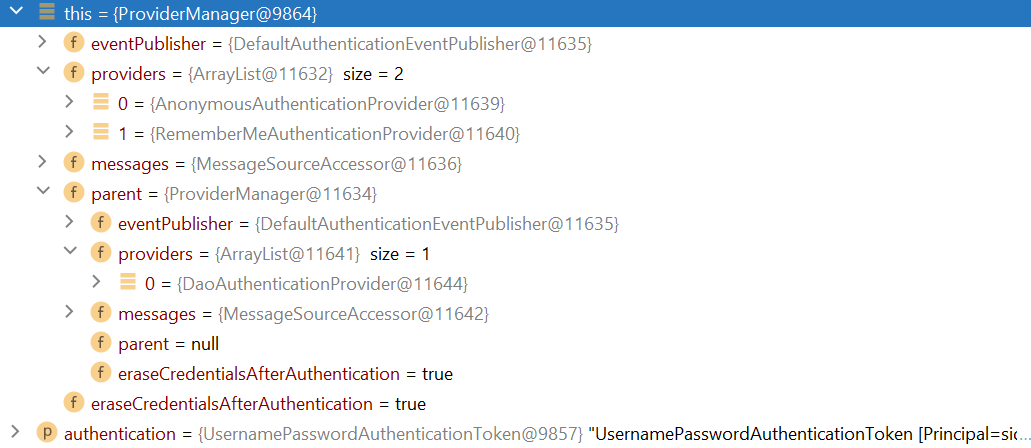 this = {ProviderManager@9864}
f eventPublisher = {DefaultAuthenticationEventPublisher@11635}
f providers = {ArrayList@11632} size = 2
0 = {AnonymousAuthenticationProvider@11639}
1 = {RememberMeAuthenticationProvider@11640}
f messages = {MessageSourceAccessor@11636}
f parent = {ProviderManager@11634}
f eventPublisher = {DefaultAuthenticationEventPublisher@11635}
f providers = {ArrayList@11641} size = 1
0 = {DaoAuthenticationProvider@11644}
f messages = {MessageSourceAccessor@11642}
f parent = null
f eraseCredentialsAfterAuthentication = true
f eraseCredentialsAfterAuthentication = true
p authentication = {UsernamePasswordAuthenticationToken@9857} "UsernamePasswordAuthenticationToken [Principal=sic...